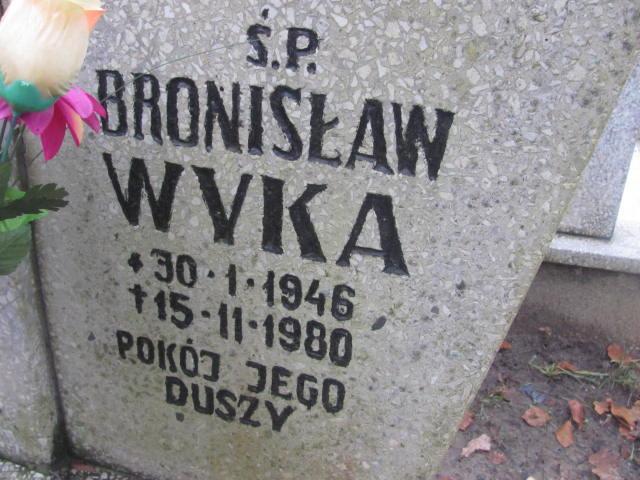 Ś.P.
BRONISŁAW
WYKA
* 30.1.1946
† 15.11.1980
POKÓJ JEGO
DUSZY